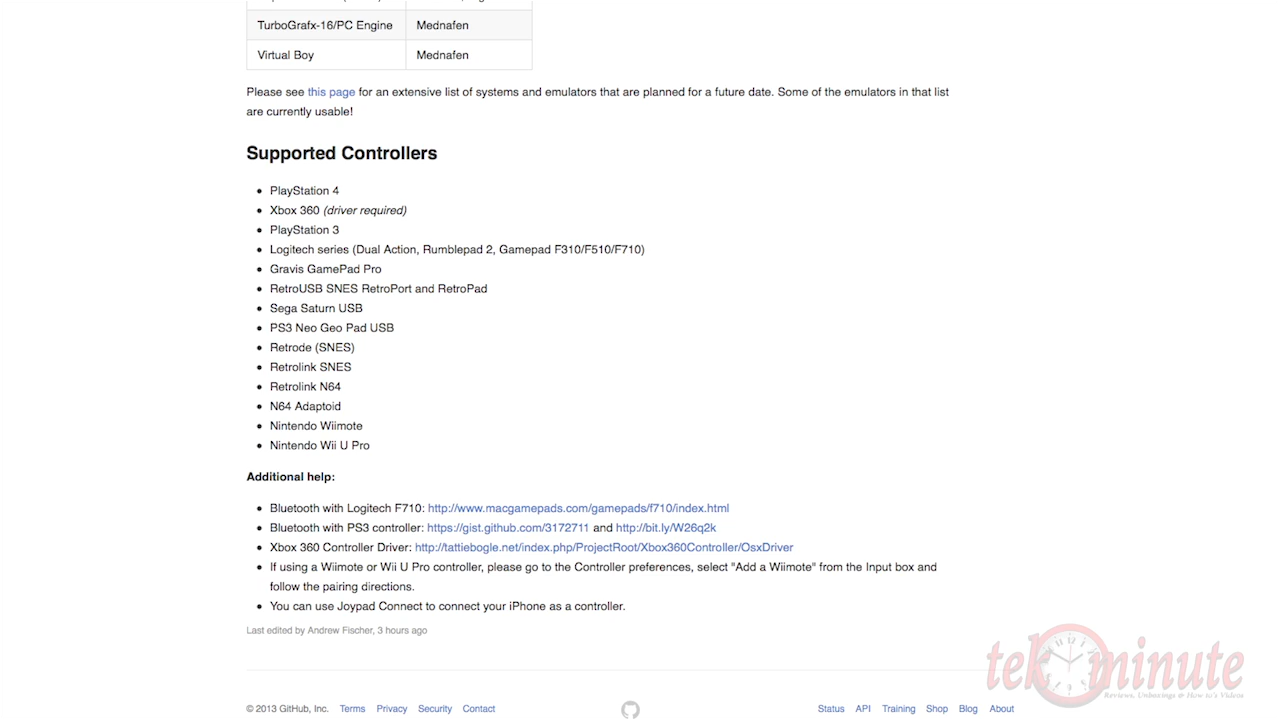 TurboGrafx-16/PC Engine Mednafen
Virtual Boy Mednafen
Please see this page for an extensive list of systems and emulators that are planned for a future date. Some of the emulators in that list
are currently usable!
Supported Controllers
PlayStation 4
Xbox 360 (driver required)
PlayStation 3
Logitech series (Dual Action, Rumblepad 2, Gamepad F310/F510/F710)
Gravis GamePad Pro
RetroUSB SNES RetroPort and RetroPad
Sega Saturn USB
PS3 Neo Geo Pad USB
Retrode (SNES)
Retrolink SNES
Retrolink N64
N64 Adaptoid
Nintendo Wiimote
Nintendo Wii U Pro
Additional help:
Bluetooth with Logitech F710: http://www.macgamepads.com/gamepads/f710/index.html
Bluetooth with PS3 controller: https://gist.github.com/3172711 and http://bit.ly/W26q2k
Xbox 360 Controller Driver: http://tattiebogle.net/index.php/ProjectRoot/Xbox360Controller/OsxDriver
If using a Wiimote or Wii U Pro controller, please go to the Controller preferences, select "Add a Wiimote" from the Input box and
follow the pairing directions.
You can use Joypad Connect to connect your iPhone as a controller.
Last edited by Andrew Fischer, 3 hours ago
tek minute
Reviews, Unboxings & How to's Videos
© 2013 GitHub, Inc. Terms Privacy Security Contact Status API Training Shop Blog About